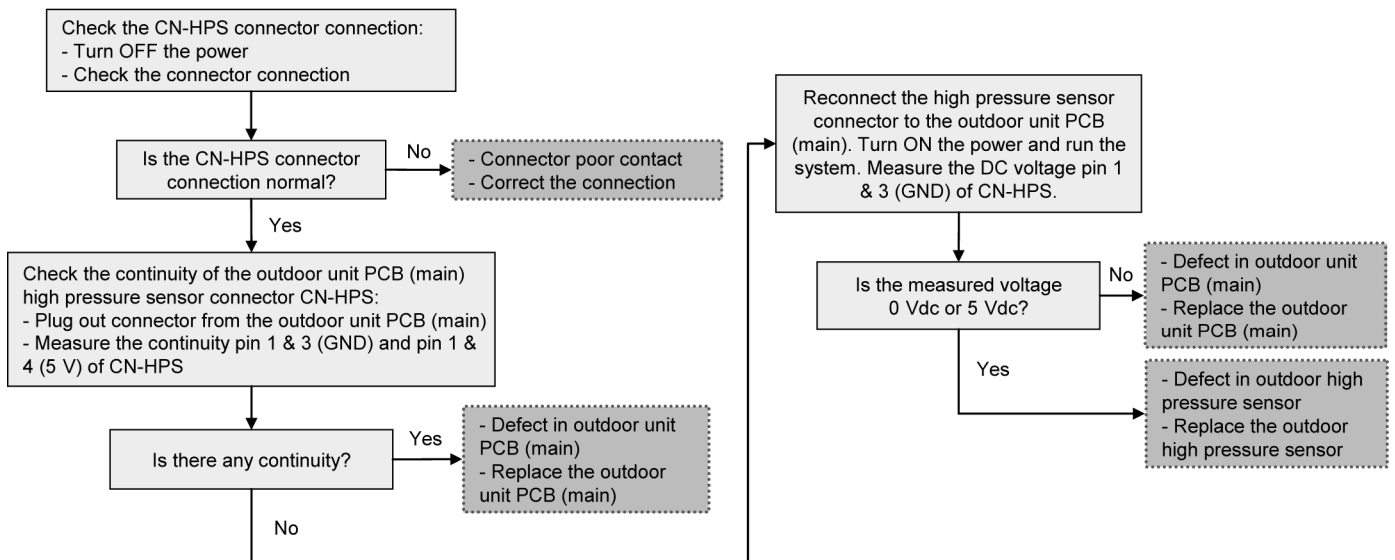 Check the CN-HPS connector connection:
- Turn OFF the power
- Check the connector connection
Is the CN-HPS connector
connection normal?
No
- Connector poor contact
- Correct the connection
Yes
Check the continuity of the outdoor unit PCB (main)
high pressure sensor connector CN-HPS:
- Plug out connector from the outdoor unit PCB (main)
- Measure the continuity pin 1 & 3 (GND) and pin 1 &
4 (5 V) of CN-HPS
Is there any continuity?
Yes
- Defect in outdoor unit
PCB (main)
- Replace the outdoor
unit PCB (main)
No
Reconnect the high pressure sensor
connector to the outdoor unit PCB
(main). Turn ON the power and run the
system. Measure the DC voltage pin 1
& 3 (GND) of CN-HPS.
Is the measured voltage
0 Vdc or 5 Vdc?
No
- Defect in outdoor unit
PCB (main)
- Replace the outdoor
unit PCB (main)
Yes
- Defect in outdoor high
pressure sensor
- Replace the outdoor
high pressure sensor